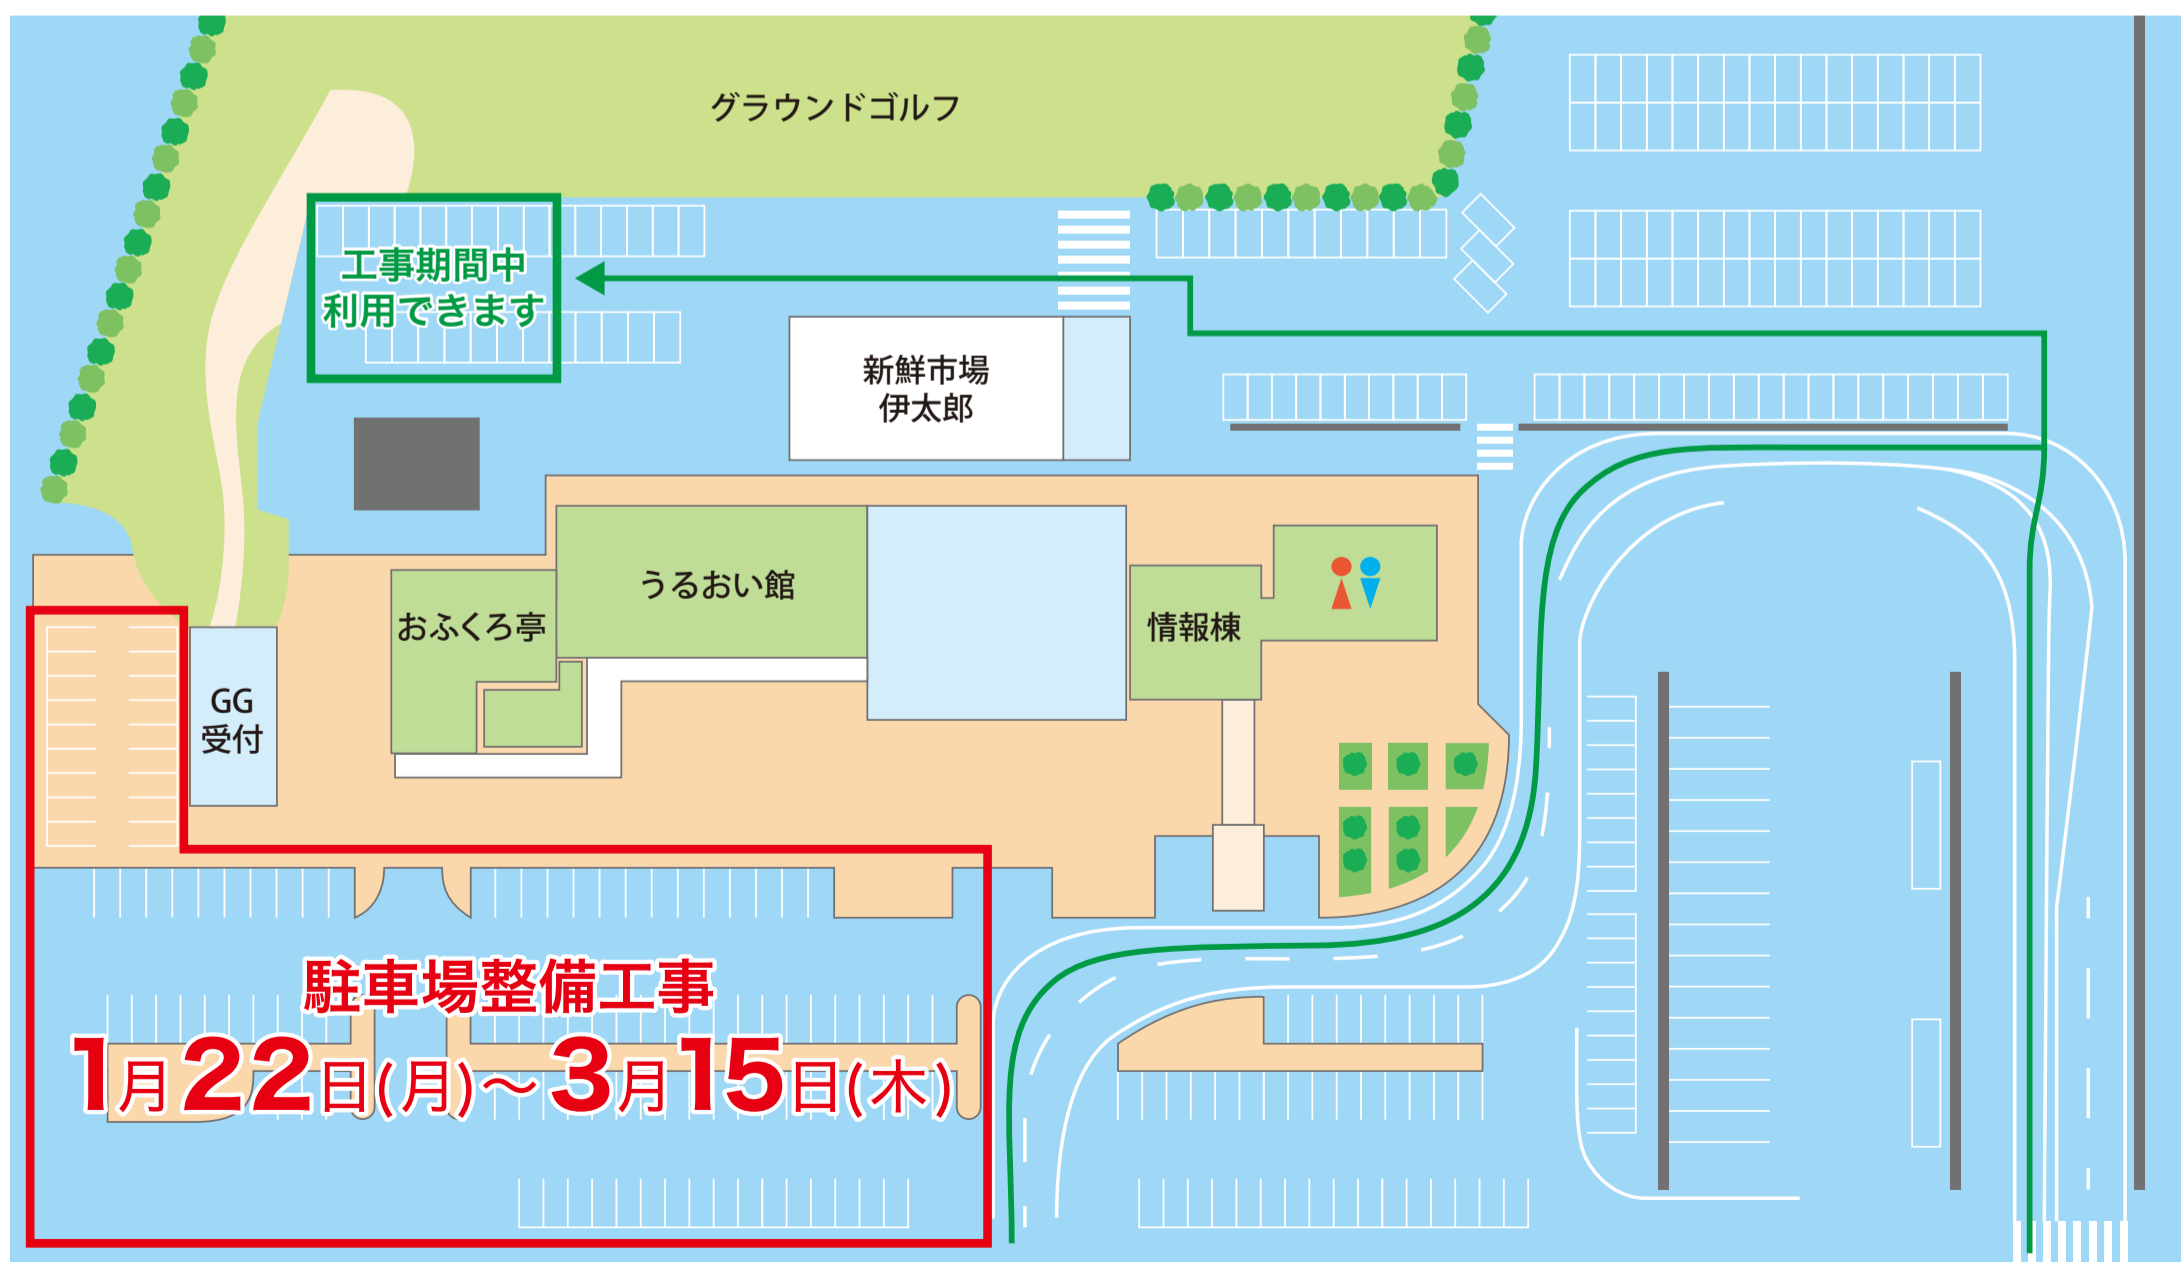 グラウンドゴルフ
工事期間中
利用できます
新鮮市場
伊太郎
うるおい館
おふくろ亭
情報棟
GG
受付
駐車場整備工事
1月22日(月)～3月15日(木)